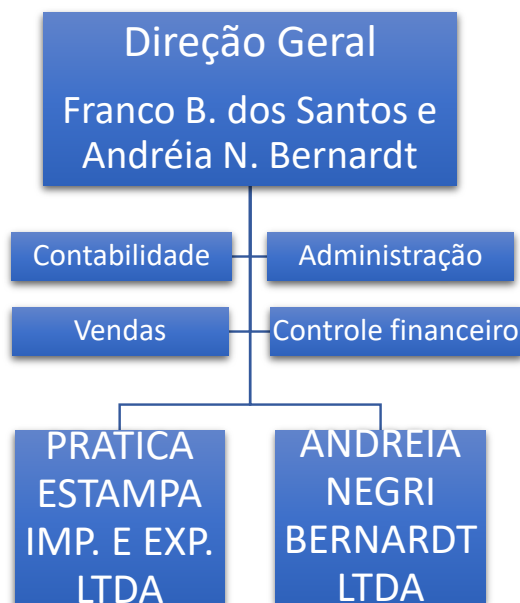 Direção Geral
Franco B. dos Santos e
Andréia N. Bernardt
Contabilidade
Administração
Vendas
Controle financeiro
PRATICA
ESTAMPA
IMP. E EXP.
LTDA
ANDREIA
NEGRI
BERNARDT
LTDA